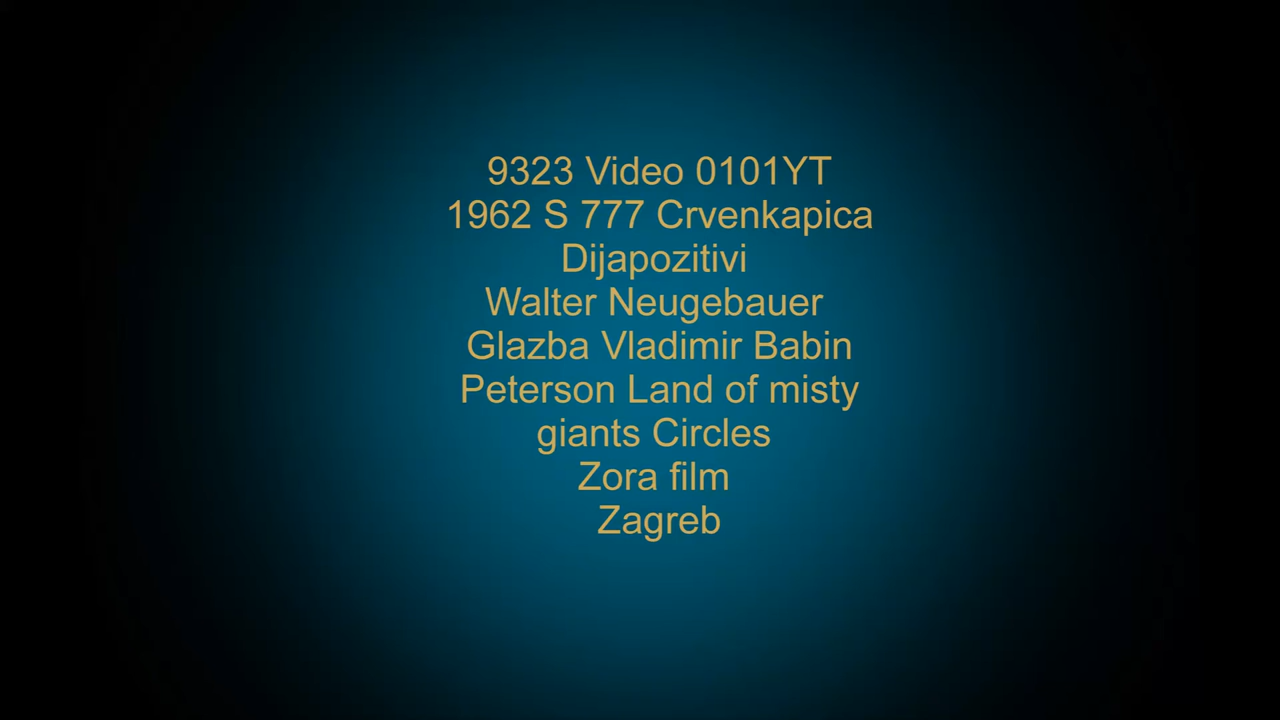 9323 Video 0101YT
1962 S 777 Crvenkapica
Dijapozitivi
Walter Neugebauer
Glazba Vladimir Babin
Peterson Land of misty
giants Circles
Zora film
Zagreb